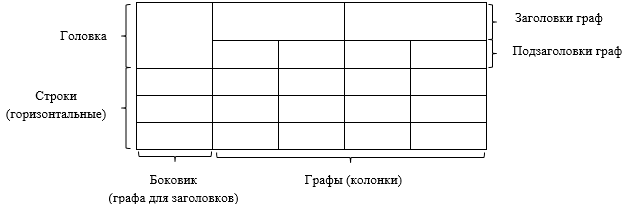 Головка
Заголовки граф
Подзаголовки граф
Строки
(горизонтальные)
Боковик
(графа для заголовков)
Графы (колонки)